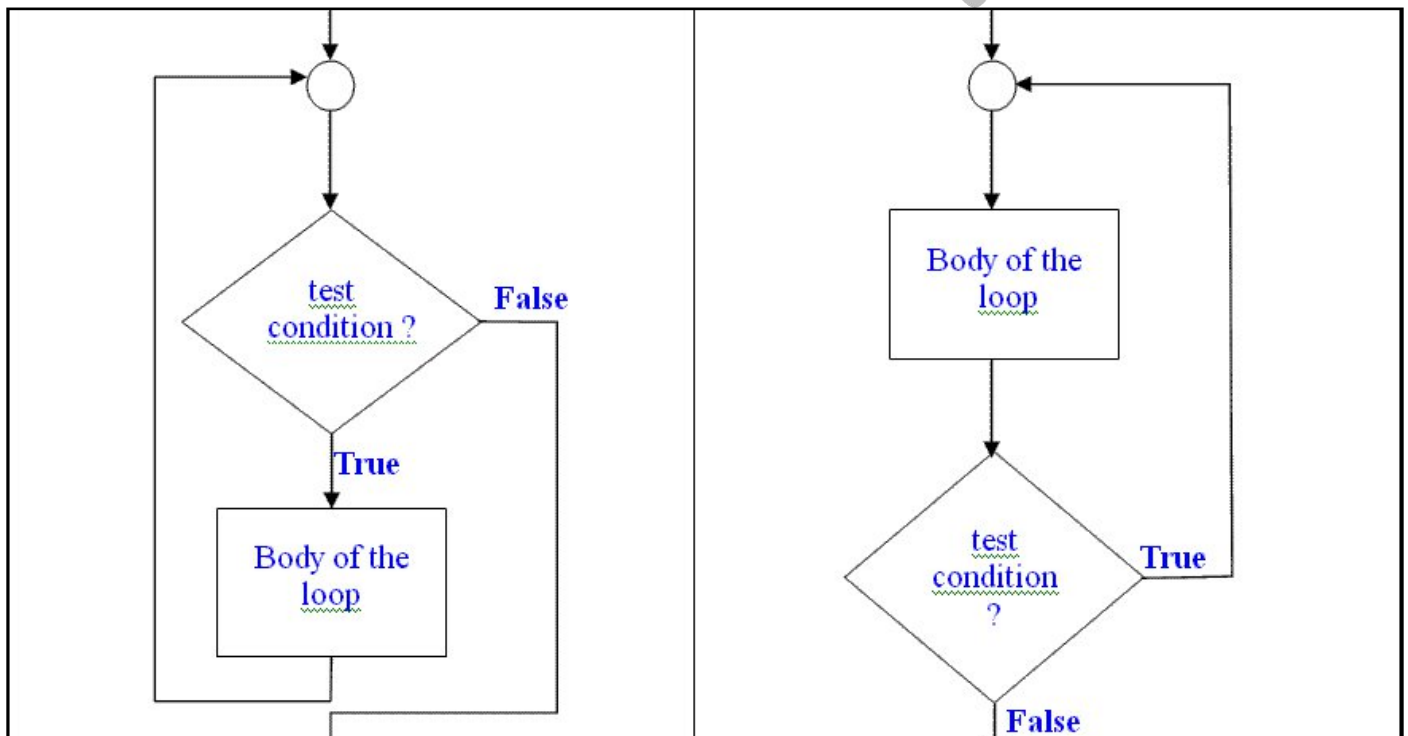 test
condition ?
False
True
Body of the
loop
Body of the
loop
test
condition
?
True
False